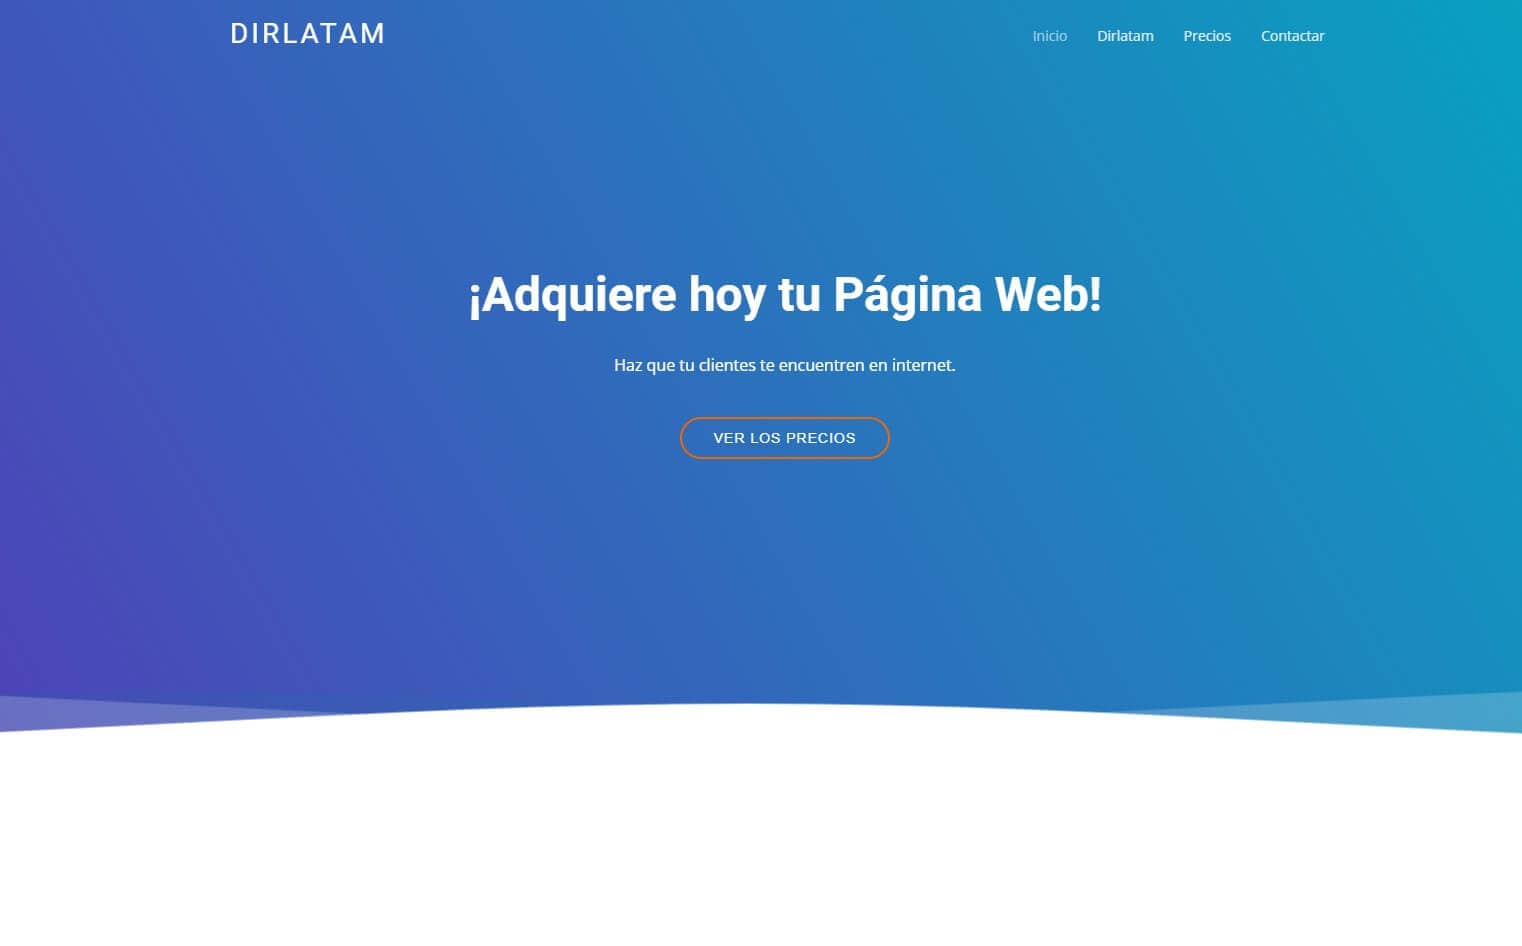 DIRLATAM
Inicio Dirlatam Precios Contactar
¡Adquiere hoy tu Página Web!
Haz que tu clientes te encuentren en internet.
VER LOS PRECIOS